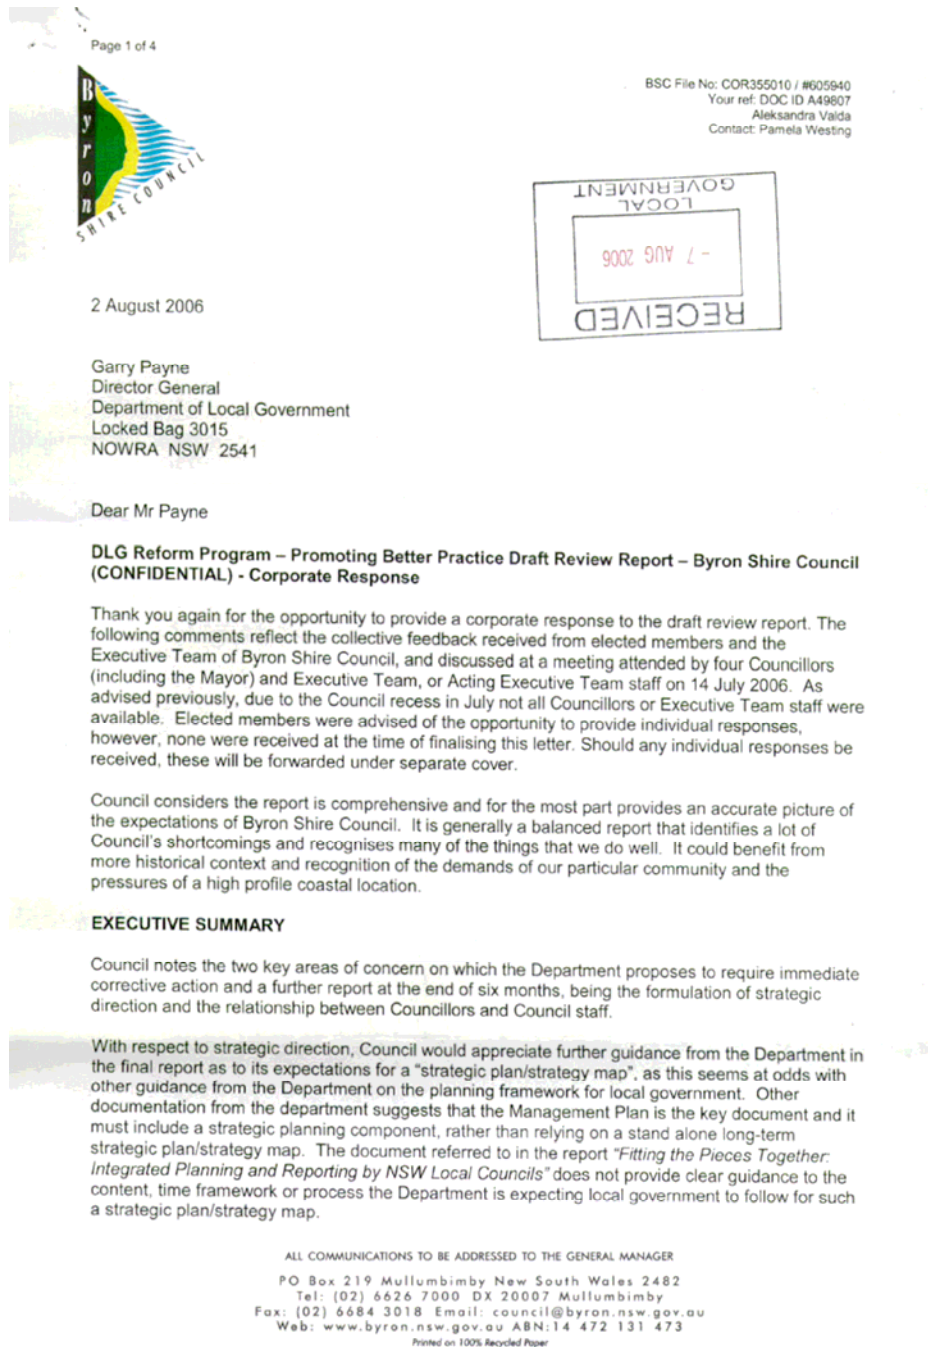 Page 1 of 4
Byron
SHIRE COUNCIL
BSC File No: COR355010 / #605940
Your ref: DOC ID A49807
Aleksandra Valda
Contact: Pamela Westing
RECEIVED
- 7 AUG 2006
LOCAL
GOVERNMENT
2 August 2006
Garry Payne
Director General
Department of Local Government
Locked Bag 3015
NOWRA NSW 2541
Dear Mr Payne
DLG Reform Program – Promoting Better Practice Draft Review Report – Byron Shire Council
(CONFIDENTIAL) - Corporate Response
Thank you again for the opportunity to provide a corporate response to the draft review report. The
following comments reflect the collective feedback received from elected members and the
Executive Team of Byron Shire Council, and discussed at a meeting attended by four Councillors
(including the Mayor) and Executive Team, or Acting Executive Team staff on 14 July 2006. As
advised previously, due to the Council recess in July not all Councillors or Executive Team staff were
available. Elected members were advised of the opportunity to provide individual responses,
however, none were received at the time of finalising this letter. Should any individual responses be
received, these will be forwarded under separate cover.
Council considers the report is comprehensive and for the most part provides an accurate picture of
the expectations of Byron Shire Council. It is generally a balanced report that identifies a lot of
Council's shortcomings and recognises many of the things that we do well. It could benefit from
more historical context and recognition of the demands of our particular community and the
pressures of a high profile coastal location.
EXECUTIVE SUMMARY
Council notes the two key areas of concern on which the Department proposes to require immediate
corrective action and a further report at the end of six months, being the formulation of strategic
direction and the relationship between Councillors and Council staff.
With respect to strategic direction, Council would appreciate further guidance from the Department in
the final report as to its expectations for a "strategic plan/strategy map", as this seems at odds with
other guidance from the Department on the planning framework for local government. Other
documentation from the department suggests that the Management Plan is the key document and it
must include a strategic planning component, rather than relying on a stand alone long-term
strategic plan/strategy map. The document referred to in the report "Fitting the Pieces Together:
Integrated Planning and Reporting by NSW Local Councils" does not provide clear guidance to the
content, time framework or process the Department is expecting local government to follow for such
a strategic plan/strategy map.
ALL COMMUNICATIONS TO BE ADDRESSED TO THE GENERAL MANAGER
PO Box 219 Mullumbimby New South Wales 2482
Tel: (02) 6626 7000 DX 20007 Mullumbimby
Fax: (02) 6684 3018 Email: council@byron.nsw.gov.au
Web: www.byron.nsw.gov.au ABN:14 472 131 473
Printed on 100% Recycled Paper